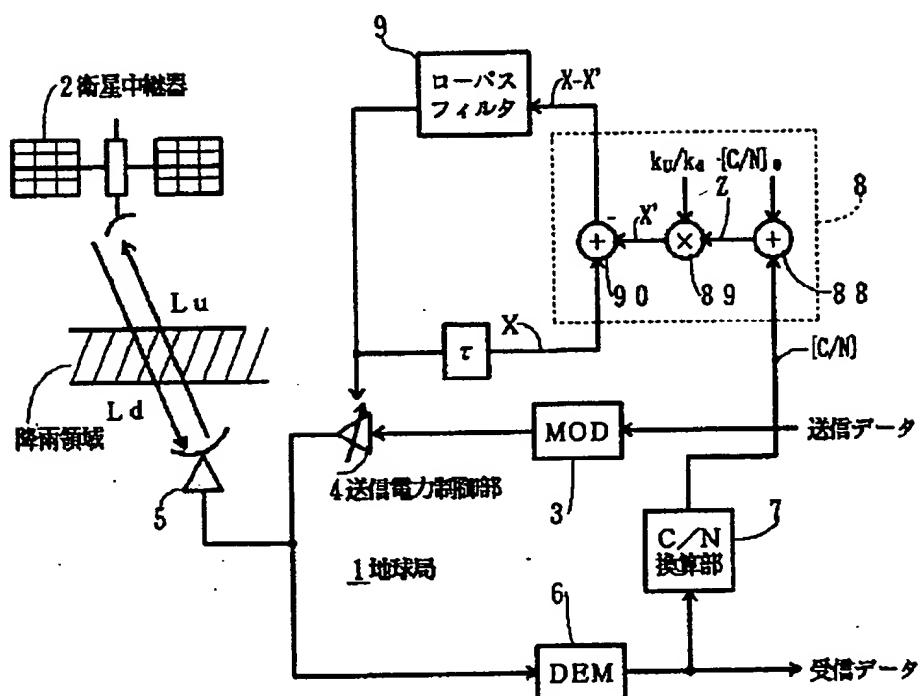 9
ローパス
フィルタ
X-X'
2衛星中継器
ku/kd
-[C/N]0
8
Z
X'
+
×
+
-
90
89
88
Lu
X
τ
[C/N]
Ld
降雨領域
MOD
送信データ
4送信電力制御部
5
3
7
C/N
換算部
1地球局
6
DEM
受信データ